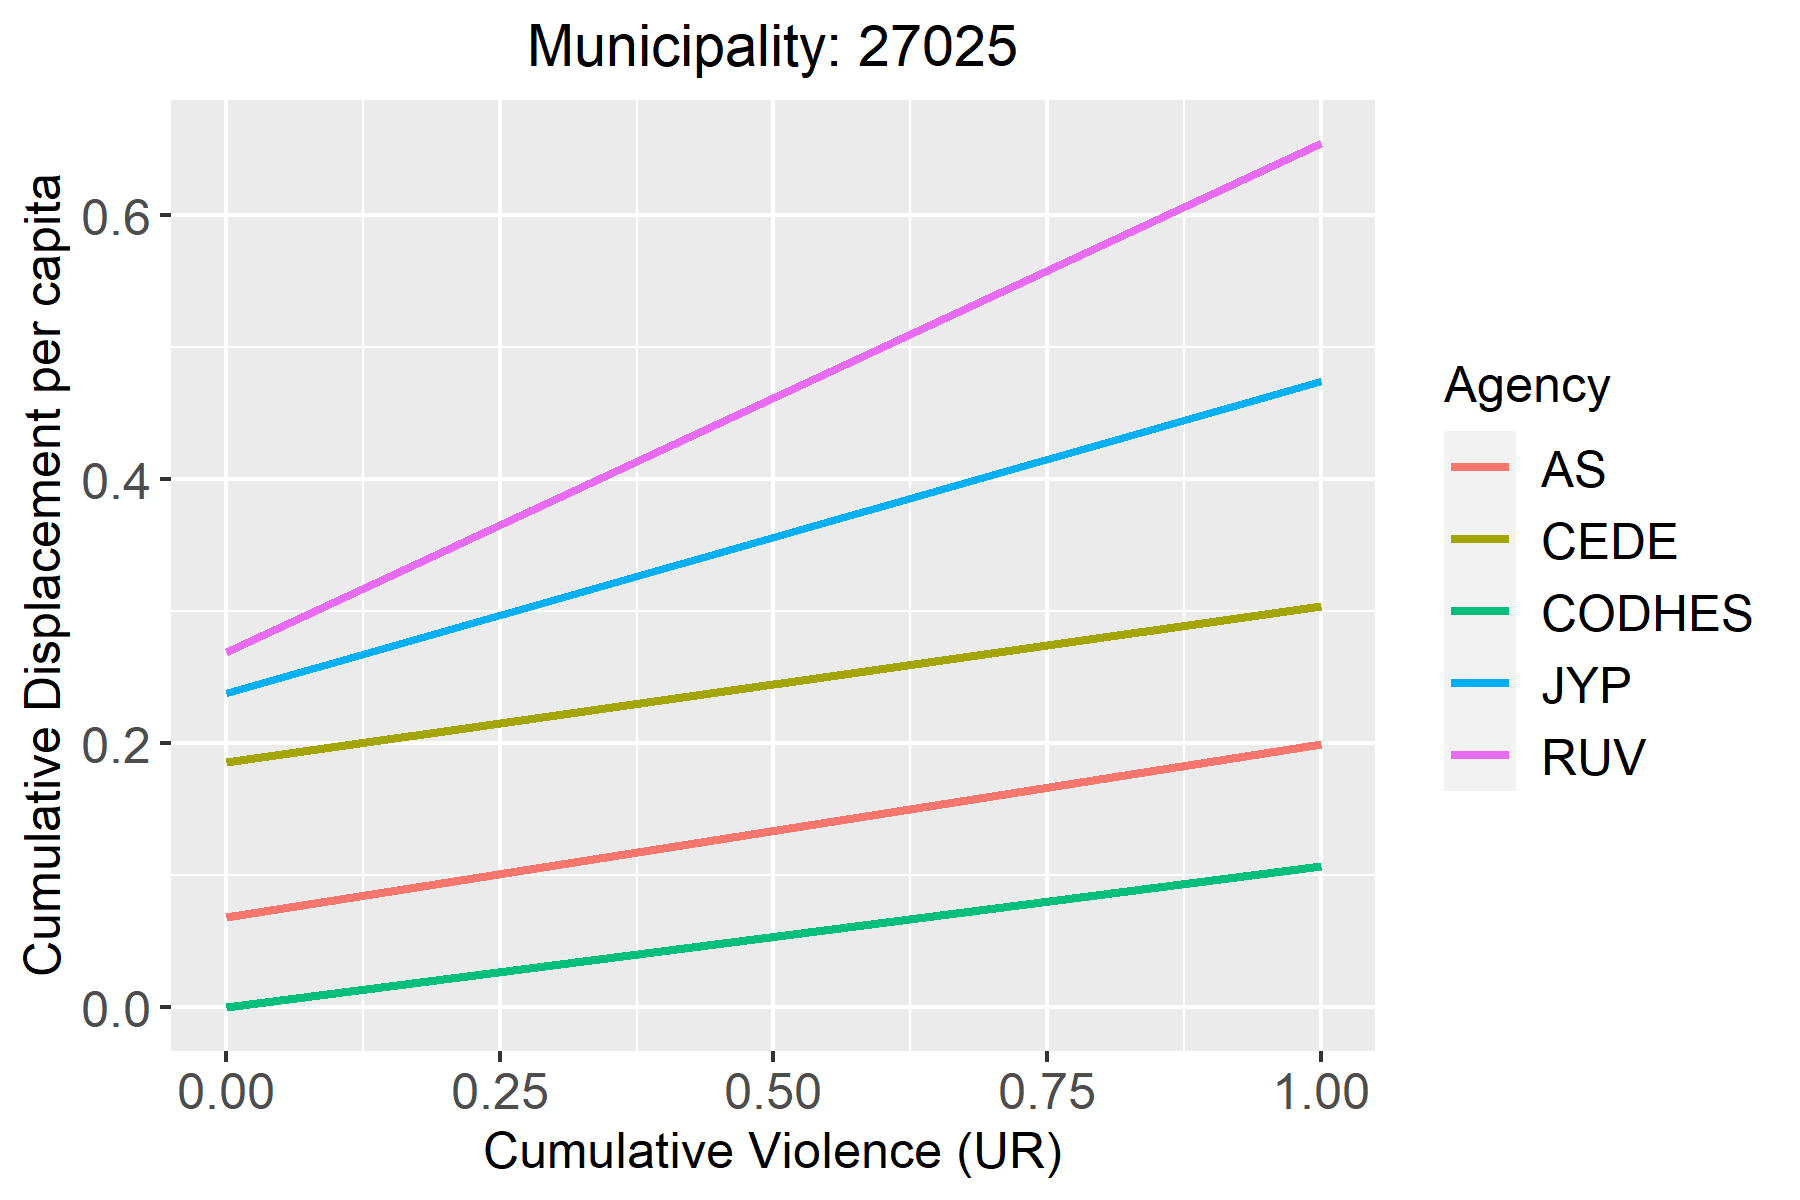 Municipality: 27025
Cumulative Displacement per capita
0.6
0.4
0.2
0.0
0.00 0.25 0.50 0.75 1.00
Cumulative Violence (UR)
Agency
AS
CEDE
CODHES
JYP
RUV